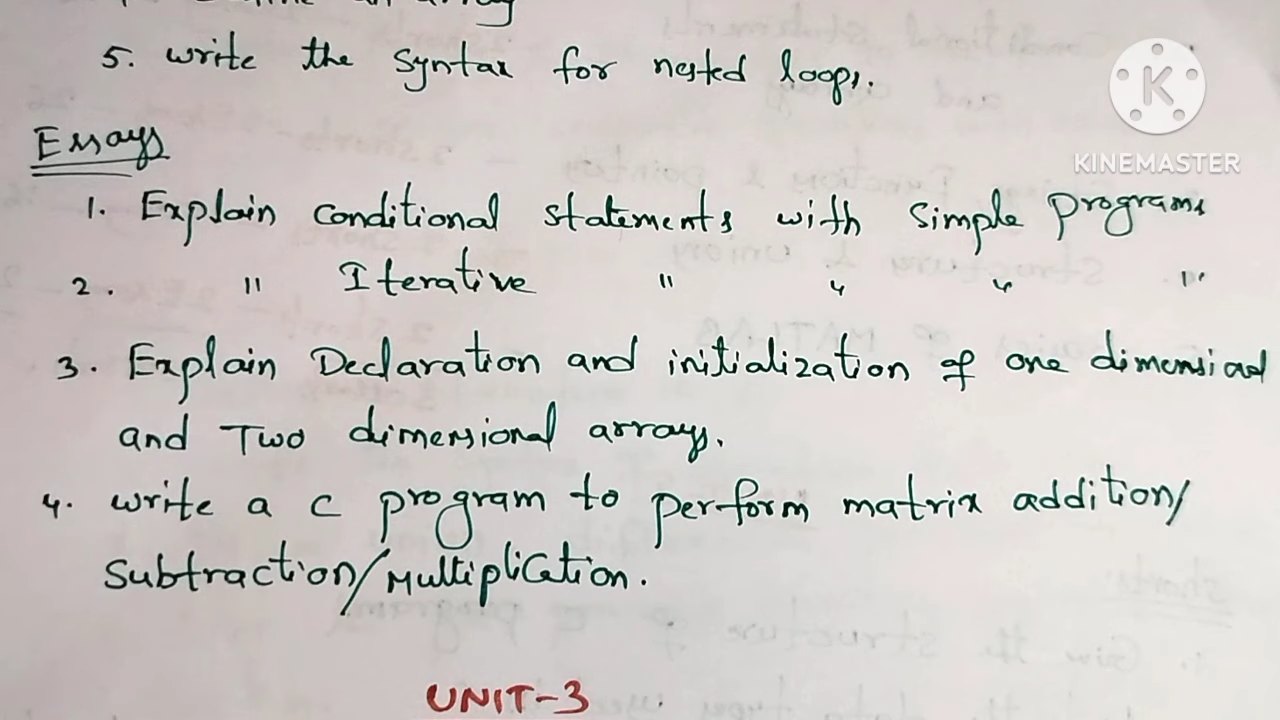 an array
5. write the syntax for nested loops.
K
KINEMASTER
Essays
1. Explain conditional statements with simple programs
2. " Iterative " " " "
3. Explain Declaration and initialization of one dimensional
and Two dimensional arrays.
4. write a C program to perform matrix addition/
subtraction/Multiplication.
UNIT-3